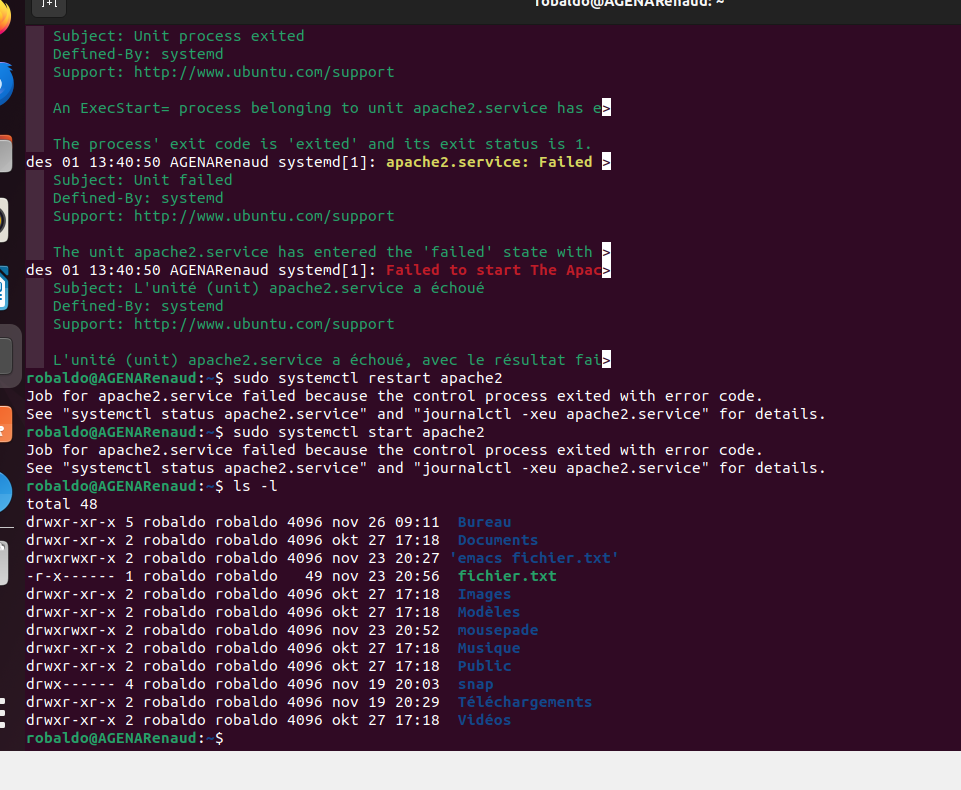 robaldo@AGENARenaud: ~
Subject: Unit process exited
Defined-By: systemd
Support: http://www.ubuntu.com/support
An ExecStart= process belonging to unit apache2.service has e>
The process' exit code is 'exited' and its exit status is 1.
des 01 13:40:50 AGENARenaud systemd[1]: apache2.service: Failed >
Subject: Unit failed
Defined-By: systemd
Support: http://www.ubuntu.com/support
The unit apache2.service has entered the 'failed' state with >
des 01 13:40:50 AGENARenaud systemd[1]: Failed to start The Apac>
Subject: L'unité (unit) apache2.service a échoué
Defined-By: systemd
Support: http://www.ubuntu.com/support
L'unité (unit) apache2.service a échoué, avec le résultat fai>
robaldo@AGENARenaud:~$ sudo systemctl restart apache2
Job for apache2.service failed because the control process exited with error code.
See "systemctl status apache2.service" and "journalctl -xeu apache2.service" for details.
robaldo@AGENARenaud:~$ sudo systemctl start apache2
Job for apache2.service failed because the control process exited with error code.
See "systemctl status apache2.service" and "journalctl -xeu apache2.service" for details.
robaldo@AGENARenaud:~$ ls -l
total 48
drwxr-xr-x 5 robaldo robaldo 4096 nov 26 09:11  Bureau
drwxr-xr-x 2 robaldo robaldo 4096 okt 27 17:18  Documents
drwxrwxr-x 2 robaldo robaldo 4096 nov 23 20:27 'emacs fichier.txt'
-r-x------ 1 robaldo robaldo   49 nov 23 20:56  fichier.txt
drwxr-xr-x 2 robaldo robaldo 4096 okt 27 17:18  Images
drwxr-xr-x 2 robaldo robaldo 4096 okt 27 17:18  Modèles
drwxrwxr-x 2 robaldo robaldo 4096 nov 23 20:52  mousepade
drwxr-xr-x 2 robaldo robaldo 4096 okt 27 17:18  Musique
drwxr-xr-x 2 robaldo robaldo 4096 okt 27 17:18  Public
drwx------ 4 robaldo robaldo 4096 nov 19 20:03  snap
drwxr-xr-x 2 robaldo robaldo 4096 nov 19 20:29  Téléchargements
drwxr-xr-x 2 robaldo robaldo 4096 okt 27 17:18  Vidéos
robaldo@AGENARenaud:~$